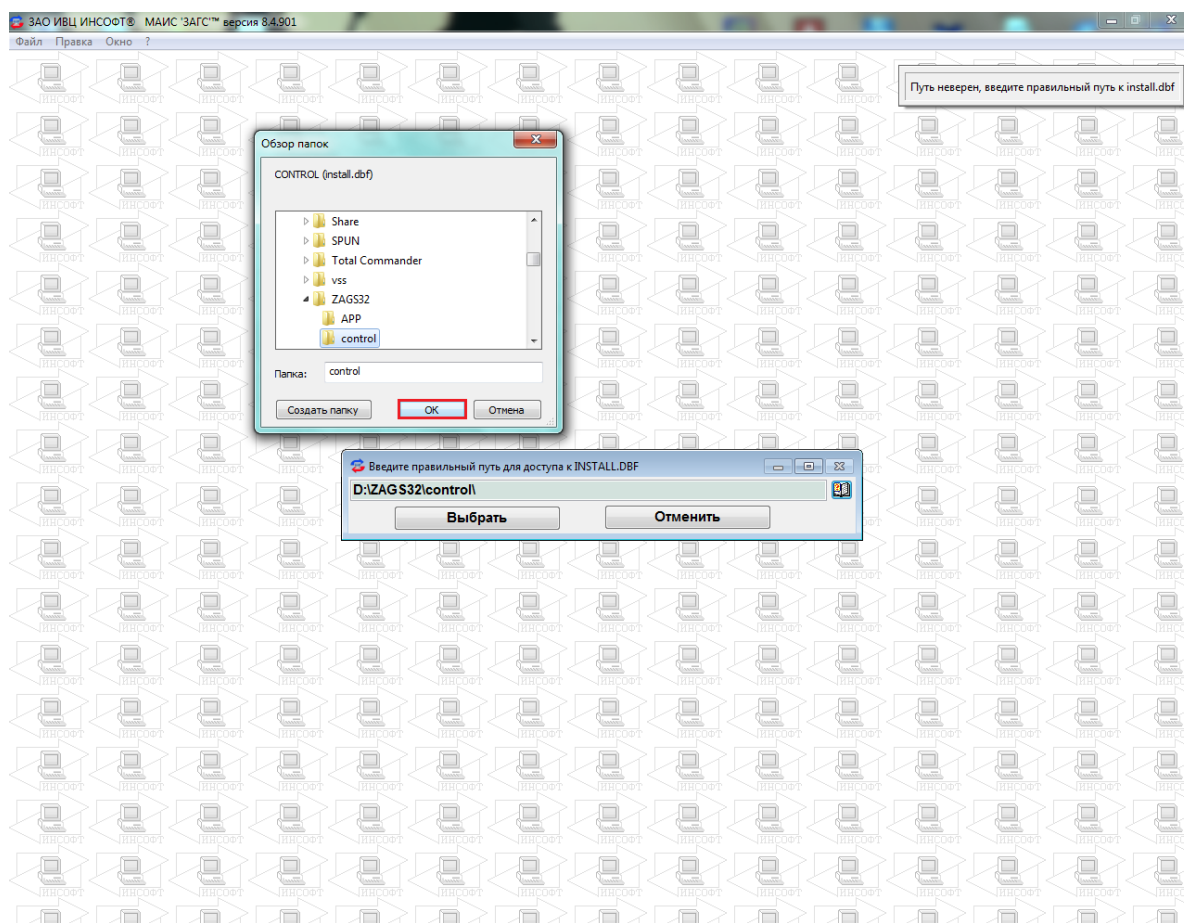 ЗАО ИВЦ ИНСОФТ® МАИС 'ЗАГС'™ версия 8.4.901
Файл Правка Окно ?
Путь неверен, введите правильный путь к install.dbf
Обзор папок
CONTROL (install.dbf)
Share
SPUN
Total Commander
vss
ZAGS32
APP
control
Папка: control
Создать папку OK Отмена
Введите правильный путь для доступа к INSTALL.DBF
D:\ZAGS32\control\
Выбрать Отменить